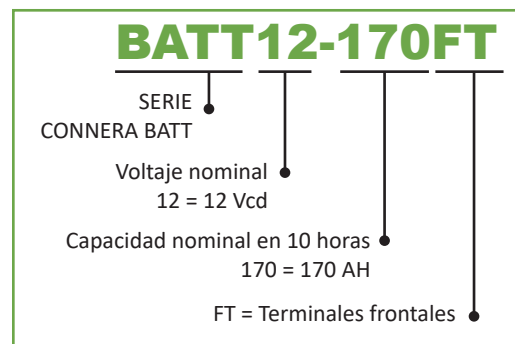 BATT12-170FT
SERIE
CONNERA BATT
Voltaje nominal
12 = 12 Vcd
Capacidad nominal en 10 horas
170 = 170 AH
FT = Terminales frontales